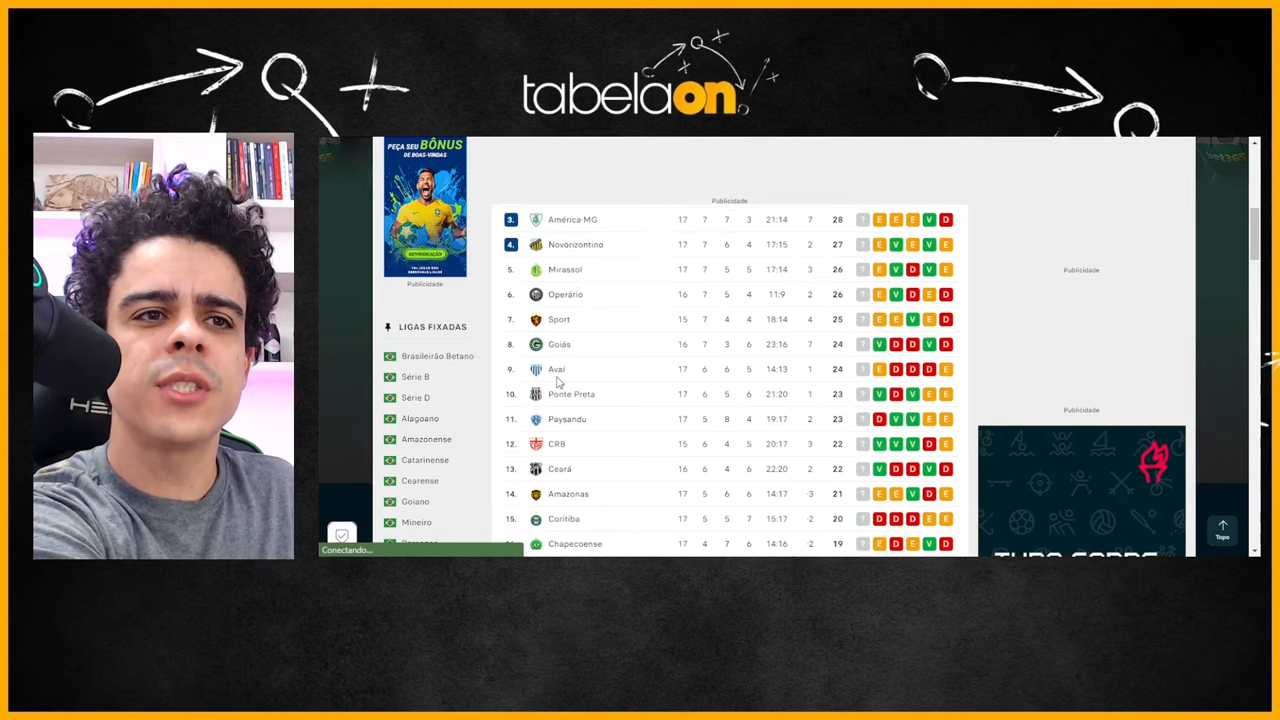 tabelaon
PEÇA SEU BÔNUS
DE BOAS-VINDAS
Publicidade
Publicidade
3. América-MG 17 7 7 3 21:14 7 28 ? E E E V D
4. Novorizontino 17 7 6 4 17:15 2 27 ? E V E V E
5. Mirassol 17 7 5 5 17:14 3 26 ? E V D V E
6. Operário 16 7 5 4 11:9 2 26 ? E V D E D
7. Sport 15 7 4 4 18:14 4 25 ? E E V E D
8. Goiás 16 7 3 6 23:16 7 24 ? V D D V D
9. Avaí 17 6 6 5 14:13 1 24 ? E D D D E
10. Ponte Preta 17 6 5 6 21:20 1 23 ? V D V E D
11. Paysandu 17 5 8 4 19:17 2 23 ? D V V E E
12. CRB 15 6 4 5 20:17 3 22 ? V V V D E
13. Ceará 16 6 4 6 22:20 2 22 ? V D D V D
14. Amazonas 17 5 6 6 14:17 -3 21 ? E E V D E
15. Coritiba 17 5 5 7 15:17 -2 20 ? D D D E E
Chapecoense 17 4 7 6 14:16 -2 19 ? E D E V D
LIGAS FIXADAS
Brasileirão Betano
Série B
Série D
Alagoano
Amazonense
Catarinense
Cearense
Goiano
Mineiro
Conectando...
Publicidade
Publicidade
Topo